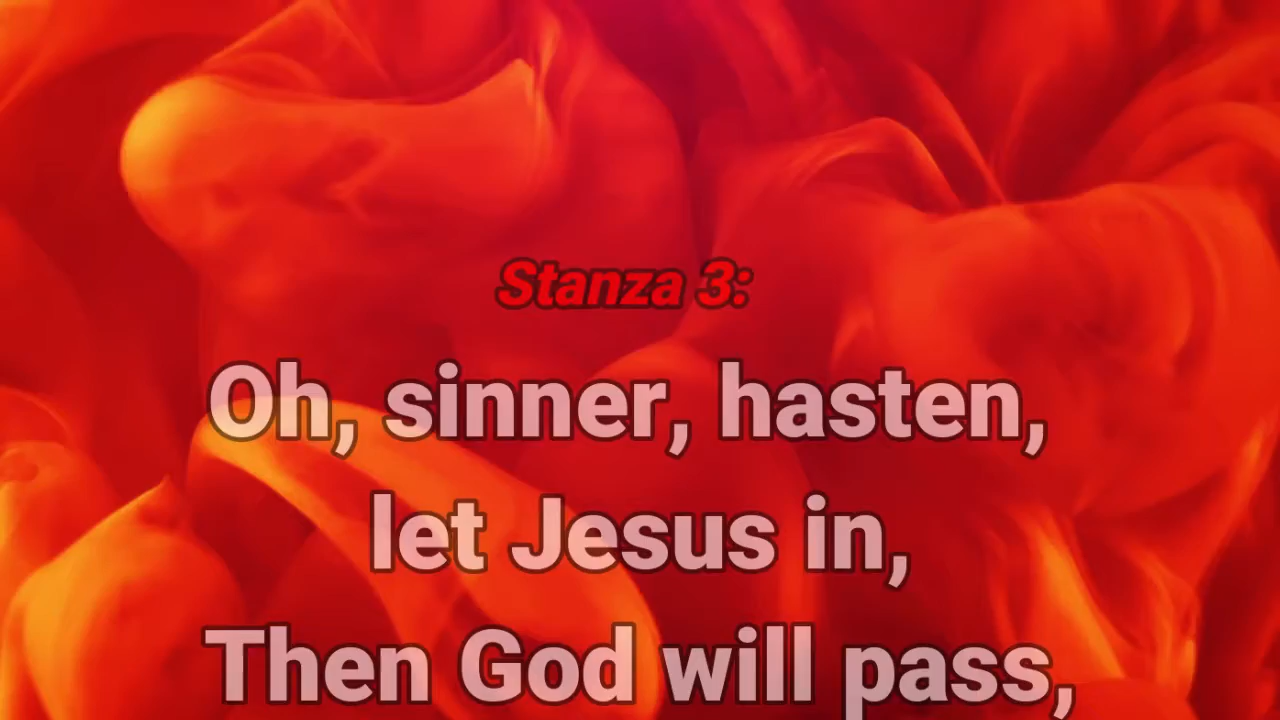 Stanza 3:
Oh, sinner, hasten,
let Jesus in,
Then God will pass,